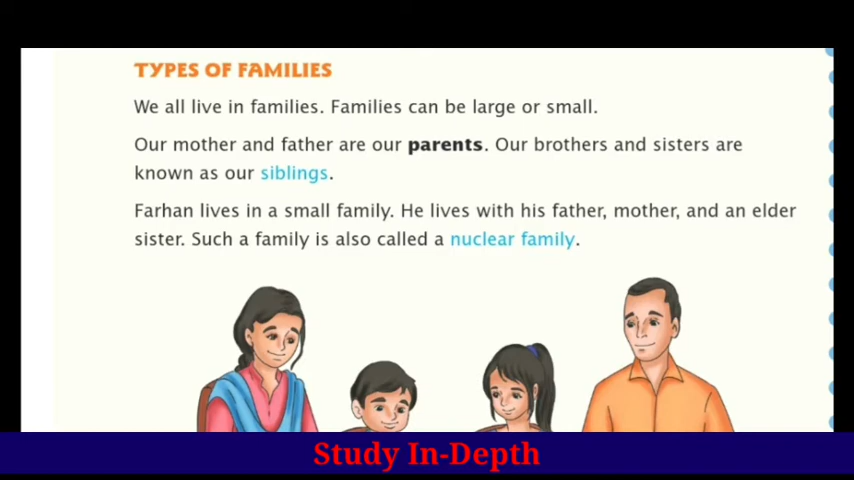 TYPES OF FAMILIES
We all live in families. Families can be large or small.
Our mother and father are our parents. Our brothers and sisters are
known as our siblings.
Farhan lives in a small family. He lives with his father, mother, and an elder
sister. Such a family is also called a nuclear family.
Study In-Depth